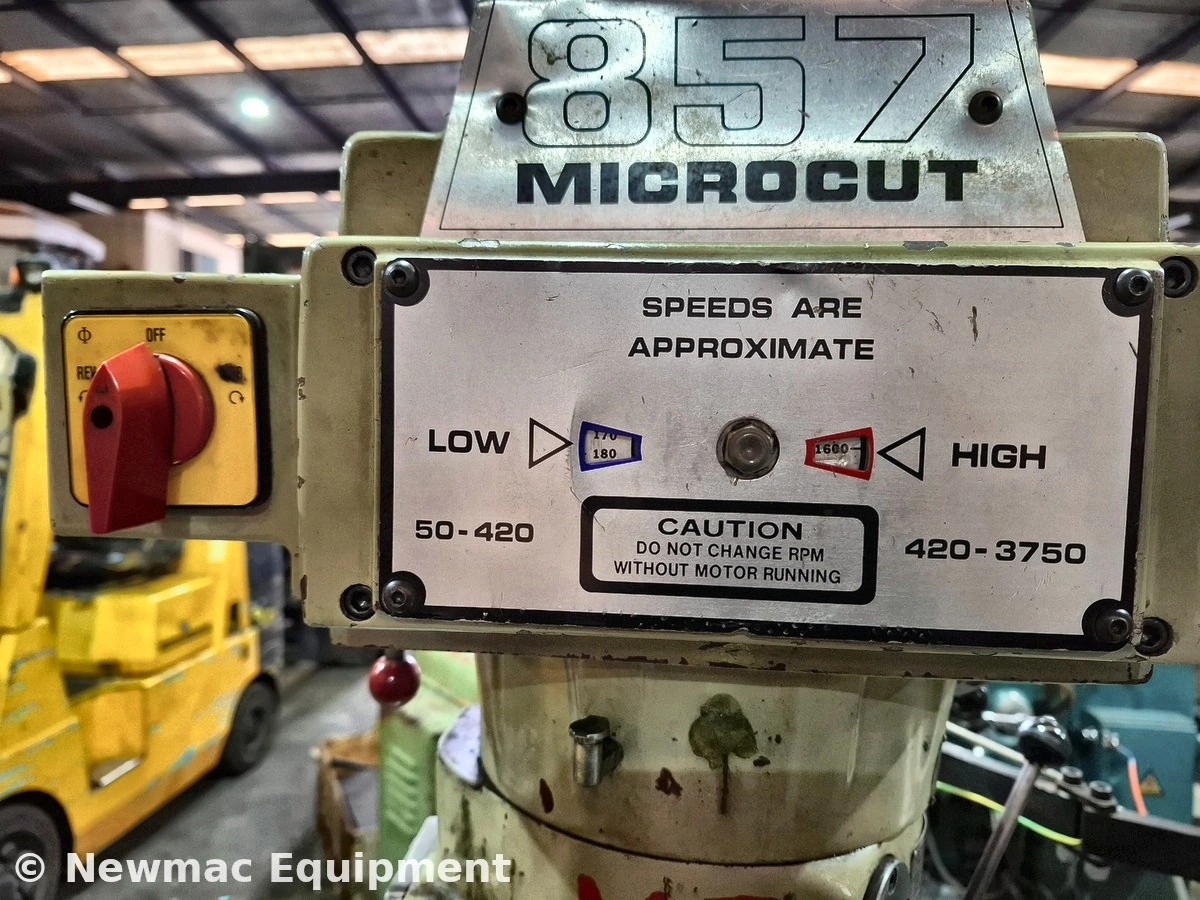 857
MICROCUT
SPEEDS ARE
APPROXIMATE
Φ OFF
REV
LOW
170
180
1600
HIGH
50-420
CAUTION
DO NOT CHANGE RPM
WITHOUT MOTOR RUNNING
420-3750
© Newmac Equipment